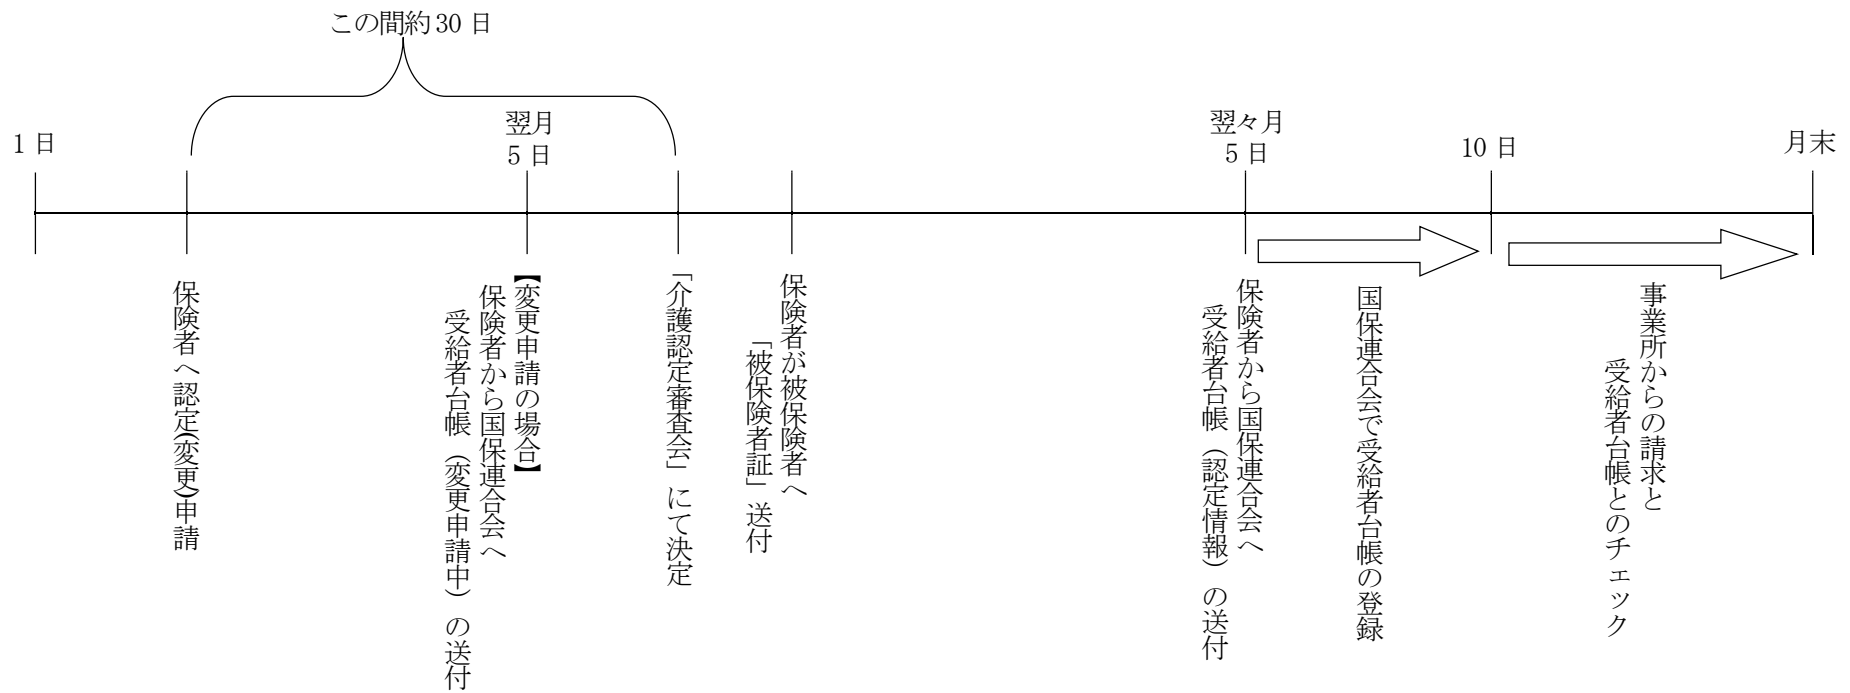 この間約30日
1日
翌月
5日
翌々月
5日
10日
月末
保険者へ認定(変更)申請
【変更申請の場合】
保険者から国保連合会へ
受給者台帳（変更申請中）の送付
「介護認定審査会」にて決定
保険者が被保険者へ
「被保険者証」送付
保険者から国保連合会へ
受給者台帳（認定情報）の送付
国保連合会で受給者台帳の登録
事業所からの請求と
受給者台帳とのチェック